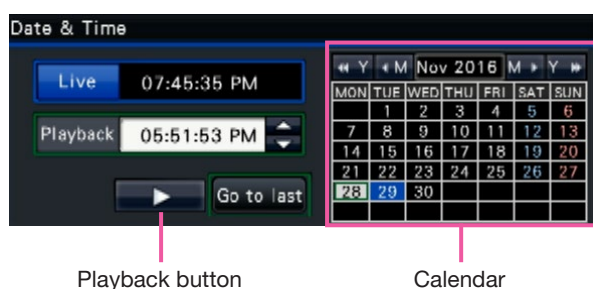 Date & Time
Live 07:45:35 PM
Playback 05:51:53 PM
Go to last
Y M Nov 2016 M Y
MON TUE WED THU FRI SAT SUN
1 2 3 4 5 6
7 8 9 10 11 12 13
14 15 16 17 18 19 20
21 22 23 24 25 26 27
28 29 30
Playback button
Calendar